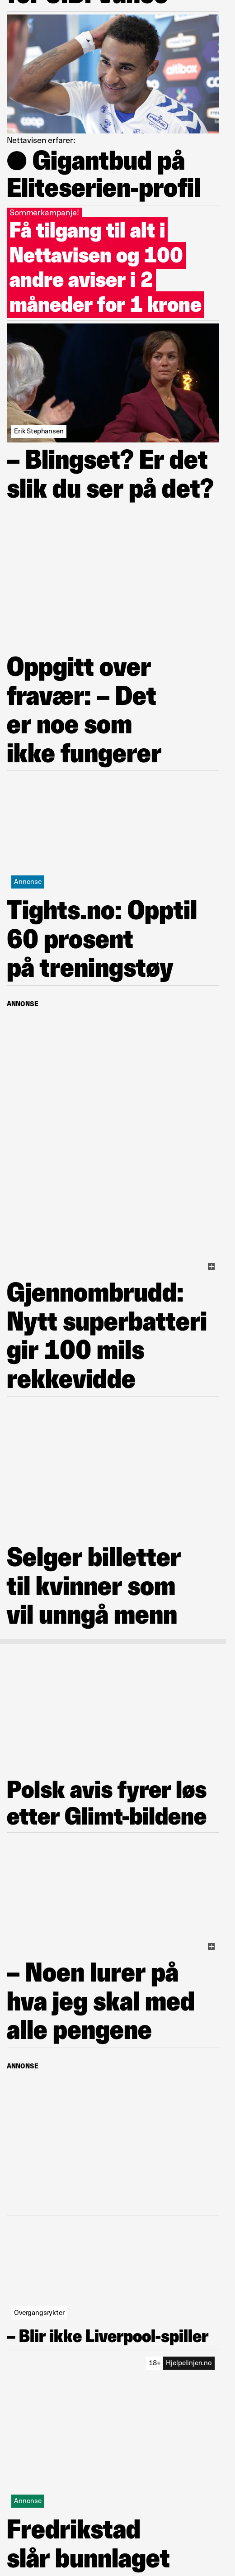 Nettavisen erfarer:
● Gigantbud på
Eliteserien-profil
Sommerkampanje!
Få tilgang til alt i
Nettavisen og 100
andre aviser i 2
måneder for 1 krone
Erik Stephansen
– Blingset? Er det
slik du ser på det?
Oppgitt over
fravær: – Det
er noe som
ikke fungerer
Annonse
Tights.no: Opptil
60 prosent
på treningstøy
ANNONSE
Gjennombrudd:
Nytt superbatteri
gir 100 mils
rekkevidde
Selger billetter
til kvinner som
vil unngå menn
Polsk avis fyrer løs
etter Glimt-bildene
– Noen lurer på
hva jeg skal med
alle pengene
ANNONSE
Overgangsrykter
– Blir ikke Liverpool-spiller
18+ Hjelpelinjen.no
Annonse
Fredrikstad
slår bunnlaget